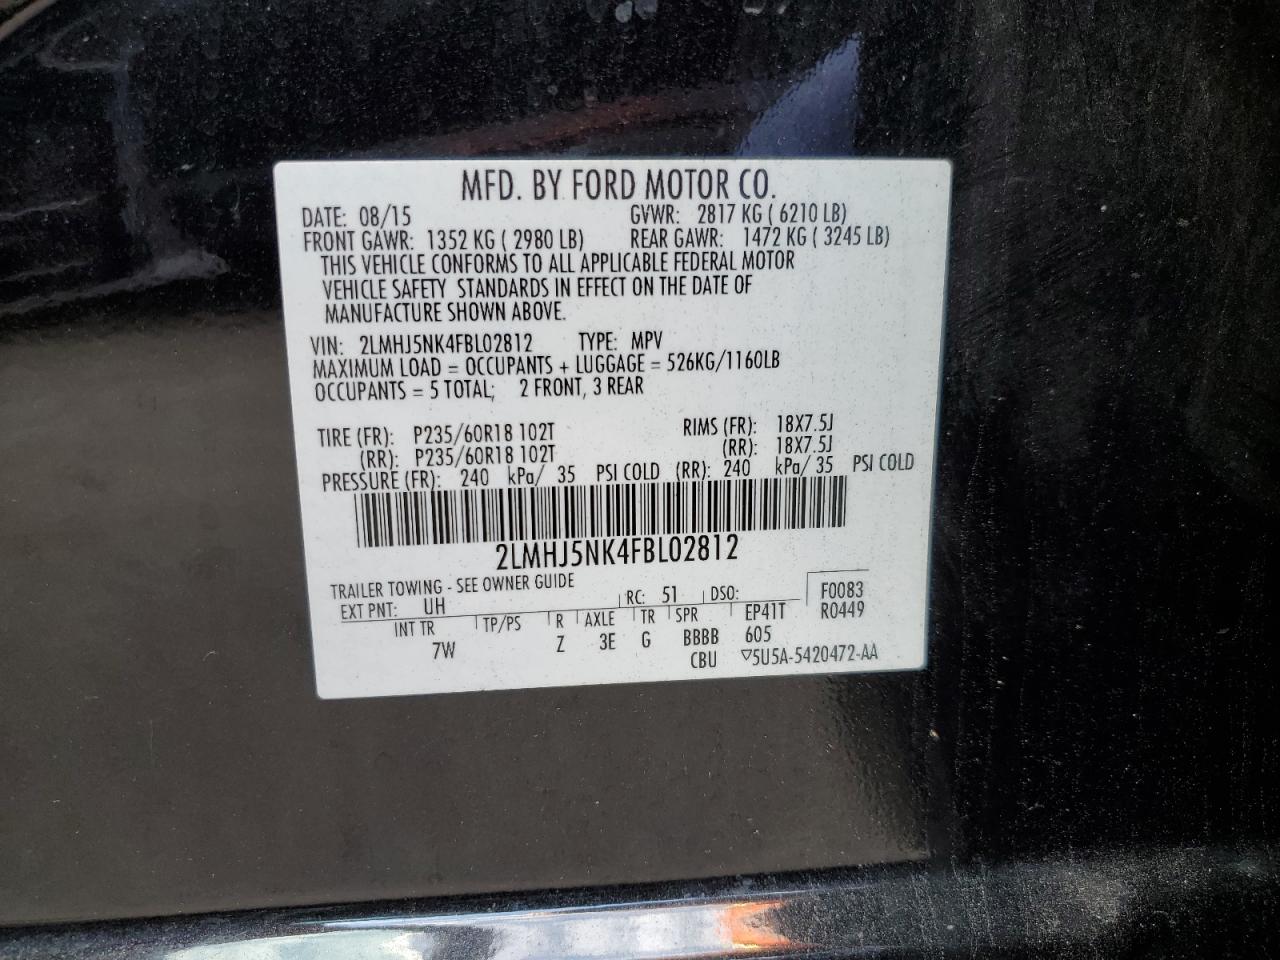 MFD. BY FORD MOTOR CO.
DATE: 08/15 GVWR: 2817 KG ( 6210 LB)
FRONT GAWR: 1352 KG ( 2980 LB) REAR GAWR: 1472 KG ( 3245 LB)
THIS VEHICLE CONFORMS TO ALL APPLICABLE FEDERAL MOTOR
VEHICLE SAFETY STANDARDS IN EFFECT ON THE DATE OF
MANUFACTURE SHOWN ABOVE.
VIN: 2LMHJ5NK4FBL02812 TYPE: MPV
MAXIMUM LOAD = OCCUPANTS + LUGGAGE = 526KG/1160LB
OCCUPANTS = 5 TOTAL; 2 FRONT, 3 REAR
TIRE (FR): P235/60R18 102T RIMS (FR): 18X7.5J
(RR): P235/60R18 102T (RR): 18X7.5J
PRESSURE (FR): 240 kPa/ 35 PSI COLD (RR): 240 kPa/ 35 PSI COLD
2LMHJ5NK4FBL02812
TRAILER TOWING - SEE OWNER GUIDE
EXT PNT: UH RC: 51 DSO: F0083
INT TR TP/PS R AXLE TR SPR EP41T R0449
7W Z 3E G BBBB 605
CBU ▽5U5A-5420472-AA